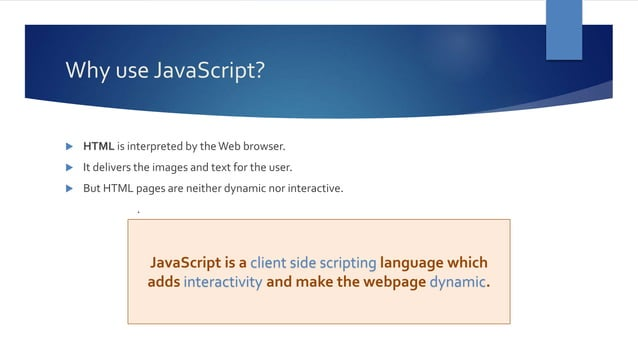 Why use JavaScript?
HTML is interpreted by the Web browser.
It delivers the images and text for the user.
But HTML pages are neither dynamic nor interactive.
.
JavaScript is a client side scripting language which
adds interactivity and make the webpage dynamic.